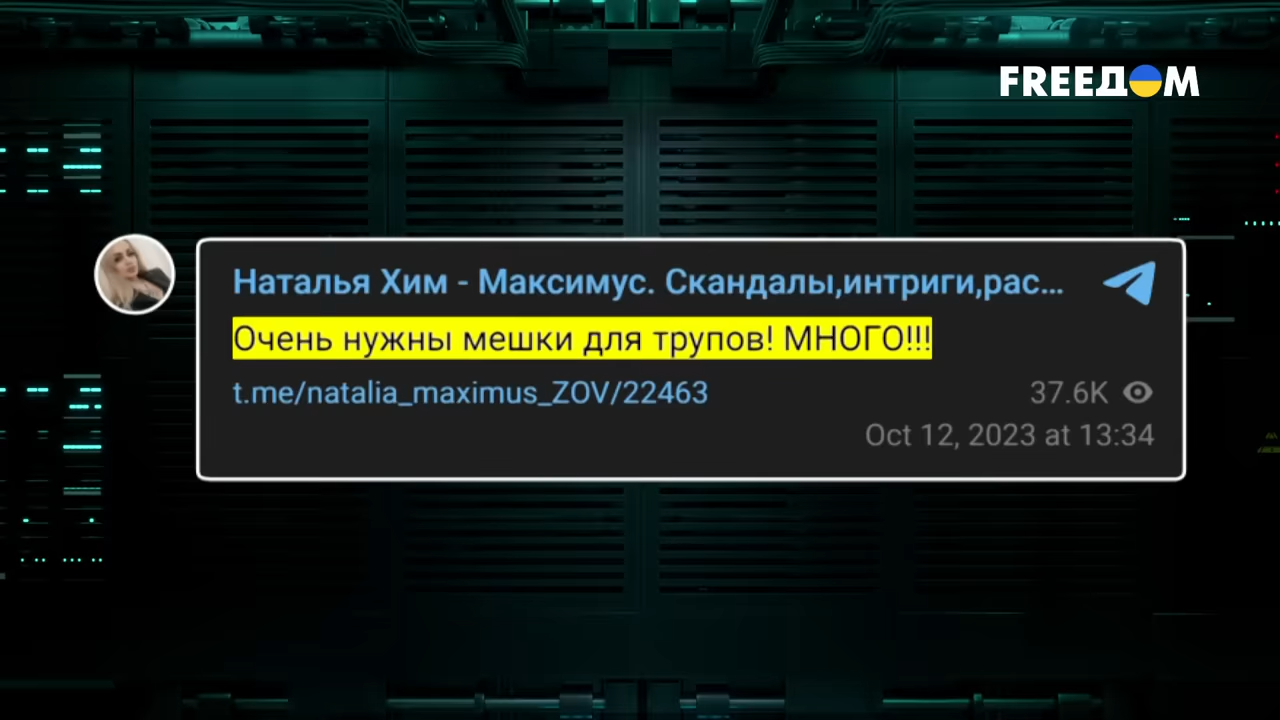 FREEДOM
Наталья Хим - Максимус. Скандалы,интриги,рас...
Очень нужны мешки для трупов! МНОГО!!!
t.me/natalia_maximus_ZOV/22463 37.6K
Oct 12, 2023 at 13:34